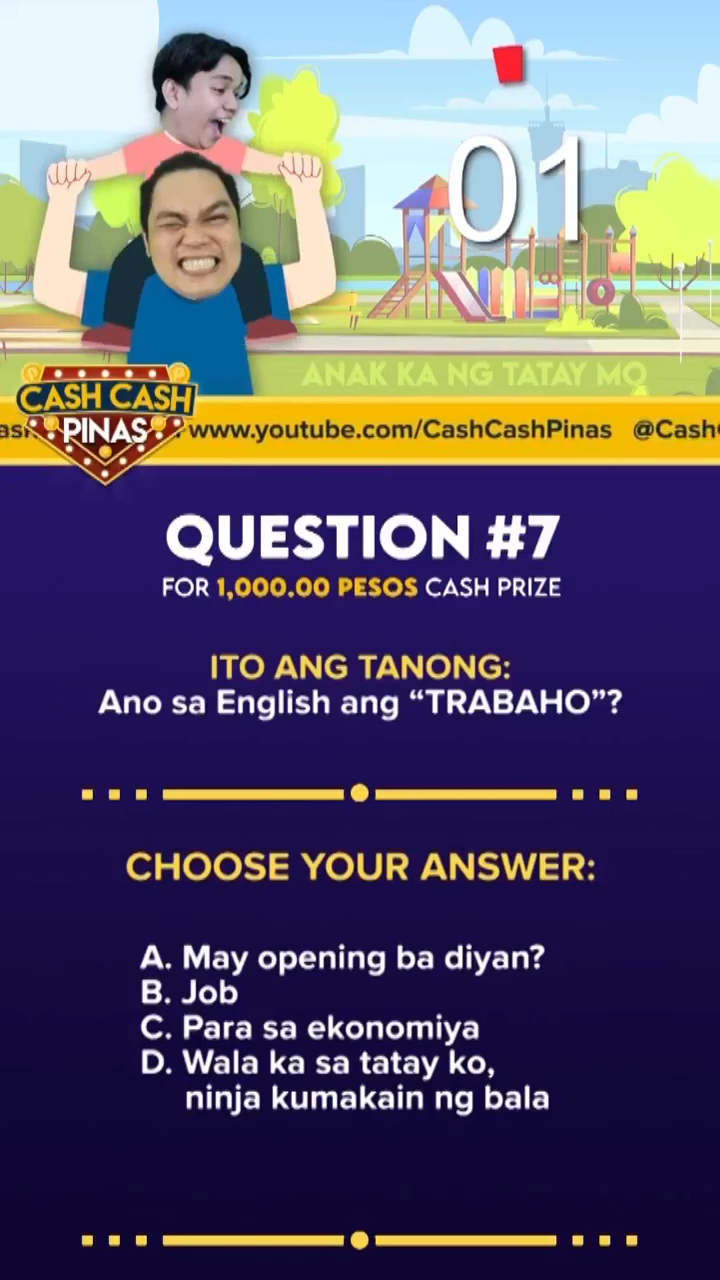 01
ANAK KA NG TATAY MO
CASH CASH
PINAS
www.youtube.com/CashCashPinas @Cash
QUESTION #7
FOR 1,000.00 PESOS CASH PRIZE
ITO ANG TANONG:
Ano sa English ang “TRABAHO”?
CHOOSE YOUR ANSWER:
A. May opening ba diyan?
B. Job
C. Para sa ekonomiya
D. Wala ka sa tatay ko,
ninja kumakain ng bala